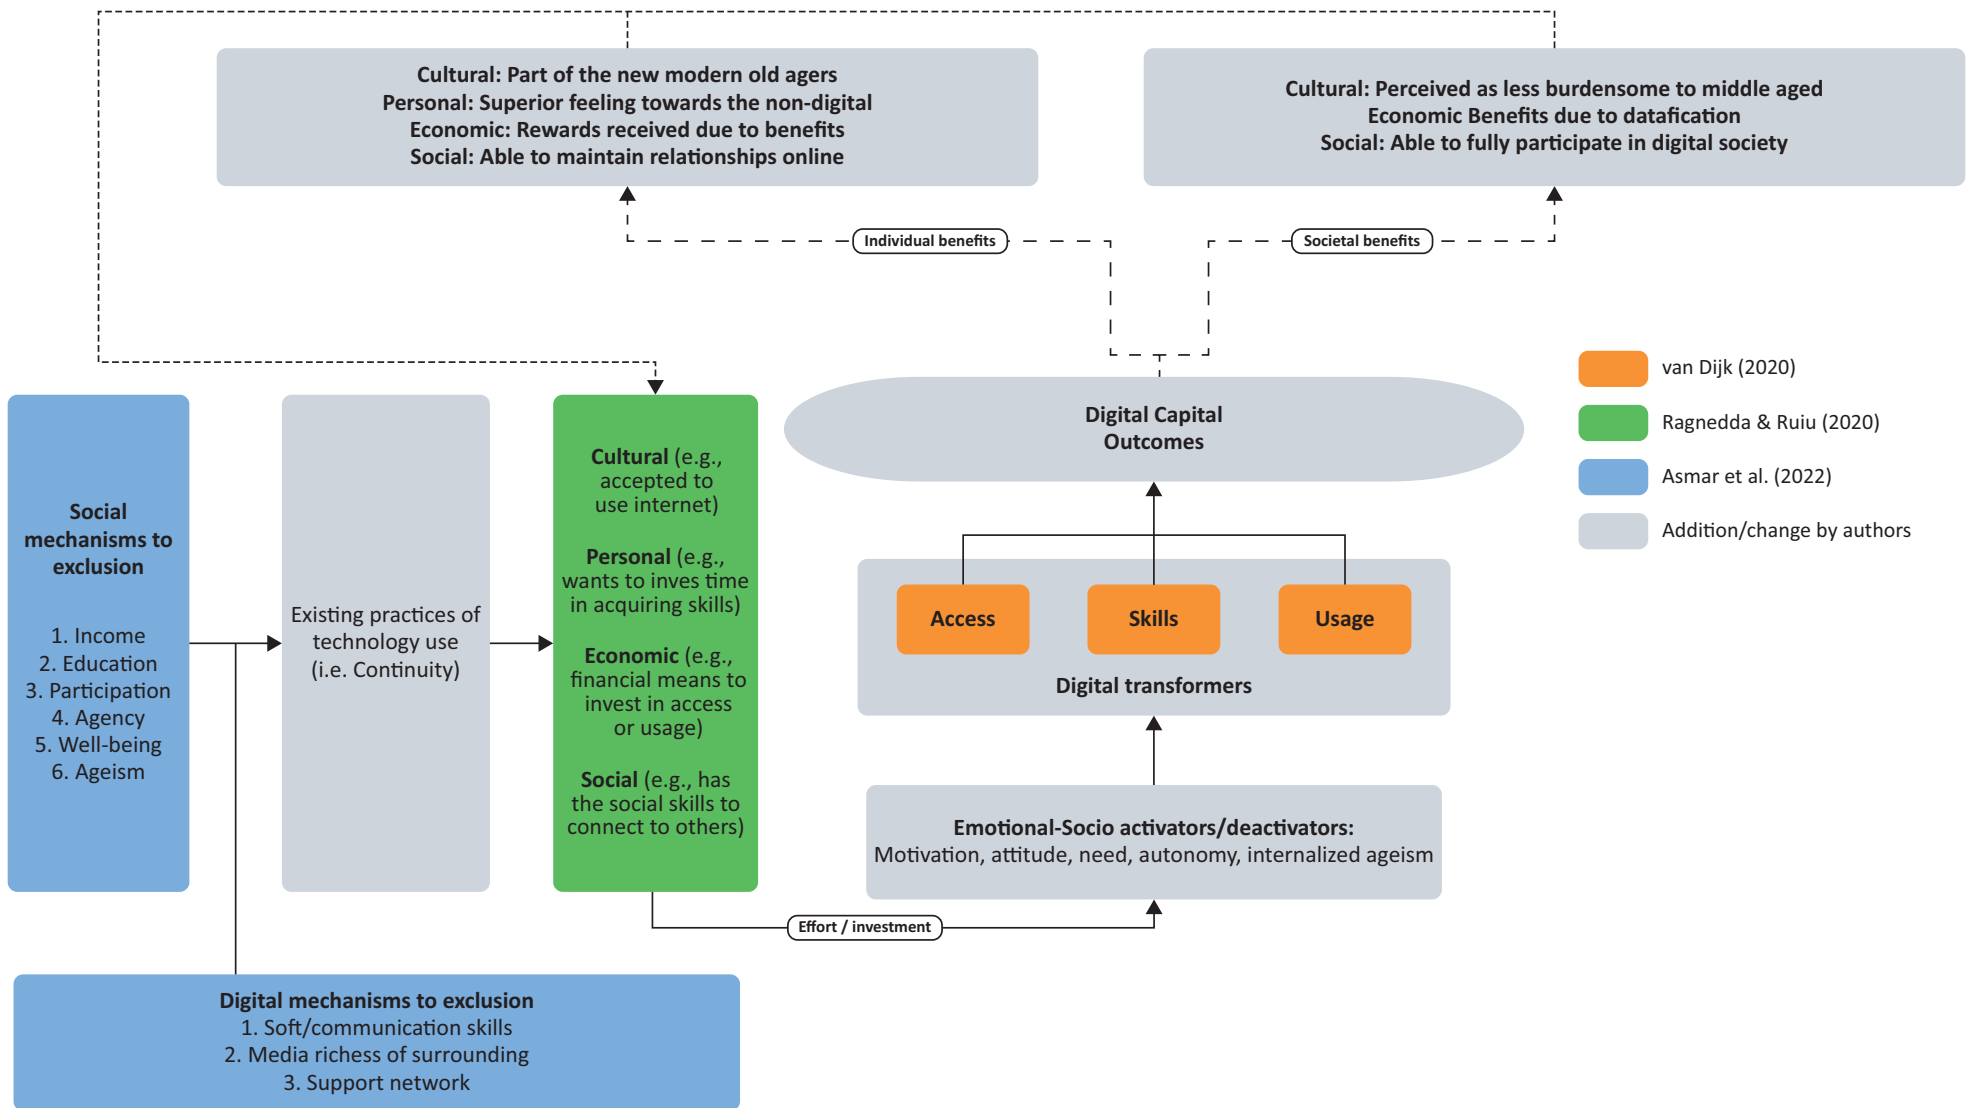 Cultural: Part of the new modern old agers
Personal: Superior feeling towards the non-digital
Economic: Rewards received due to benefits
Social: Able to maintain relationships online
Cultural: Perceived as less burdensome to middle aged
Economic Benefits due to datafication
Social: Able to fully participate in digital society
Individual benefits
Societal benefits
van Dijk (2020)
Ragnedda & Ruiu (2020)
Asmar et al. (2022)
Addition/change by authors
Social
mechanisms to
exclusion
1. Income
2. Education
3. Participation
4. Agency
5. Well-being
6. Ageism
Existing practices of
technology use
(i.e. Continuity)
Cultural (e.g.,
accepted to
use internet)
Personal (e.g.,
wants to inves time
in acquiring skills)
Economic (e.g.,
financial means to
invest in access
or usage)
Social (e.g., has
the social skills to
connect to others)
Digital Capital
Outcomes
Access
Skills
Usage
Digital transformers
Emotional-Socio activators/deactivators:
Motivation, attitude, need, autonomy, internalized ageism
Effort / investment
Digital mechanisms to exclusion
1. Soft/communication skills
2. Media richess of surrounding
3. Support network